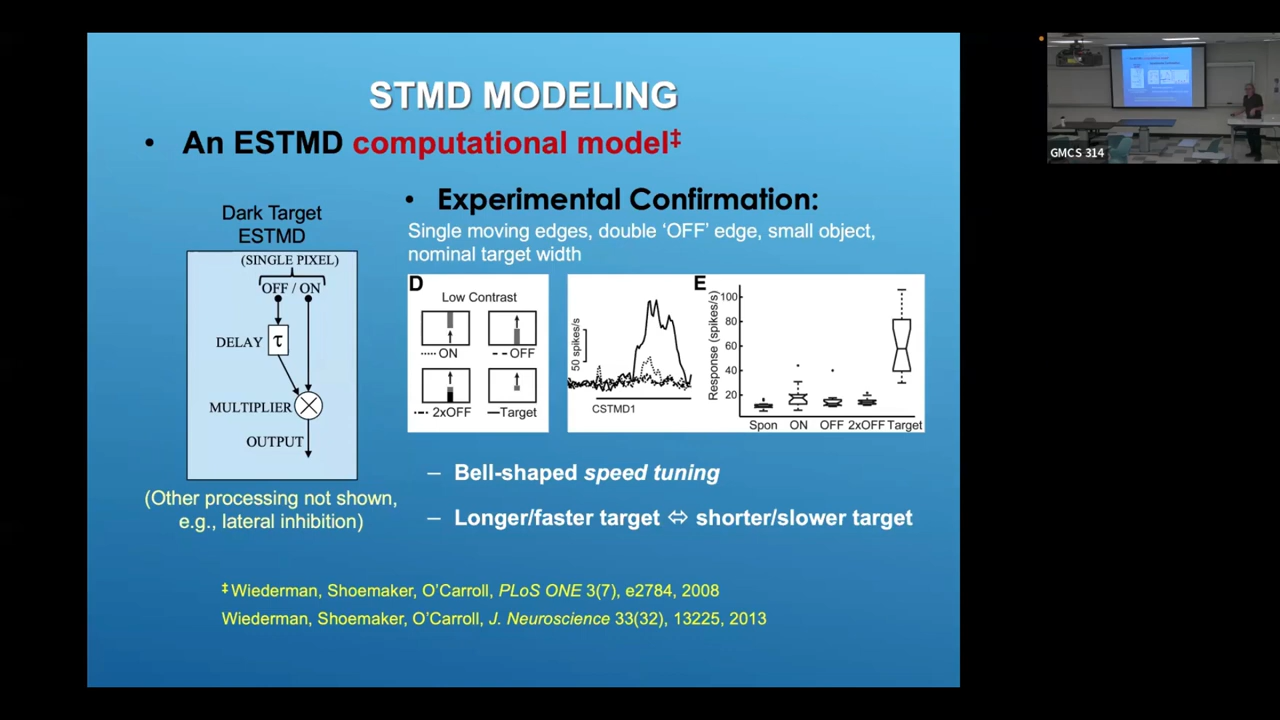 STMD MODELING
• An ESTMD computational model‡
Dark Target
ESTMD
(SINGLE PIXEL)
OFF / ON
DELAY
τ
MULTIPLIER
OUTPUT
(Other processing not shown,
e.g., lateral inhibition)
• Experimental Confirmation:
Single moving edges, double ‘OFF’ edge, small object,
nominal target width
D
Low Contrast
ON
OFF
2xOFF
Target
50 spikes/s
CSTMD1
E
Response (spikes/s)
100
80
60
40
20
Spon ON OFF 2xOFF Target
– Bell-shaped speed tuning
– Longer/faster target ⇔ shorter/slower target
‡ Wiederman, Shoemaker, O’Carroll, PLoS ONE 3(7), e2784, 2008
Wiederman, Shoemaker, O’Carroll, J. Neuroscience 33(32), 13225, 2013
GMCS 314